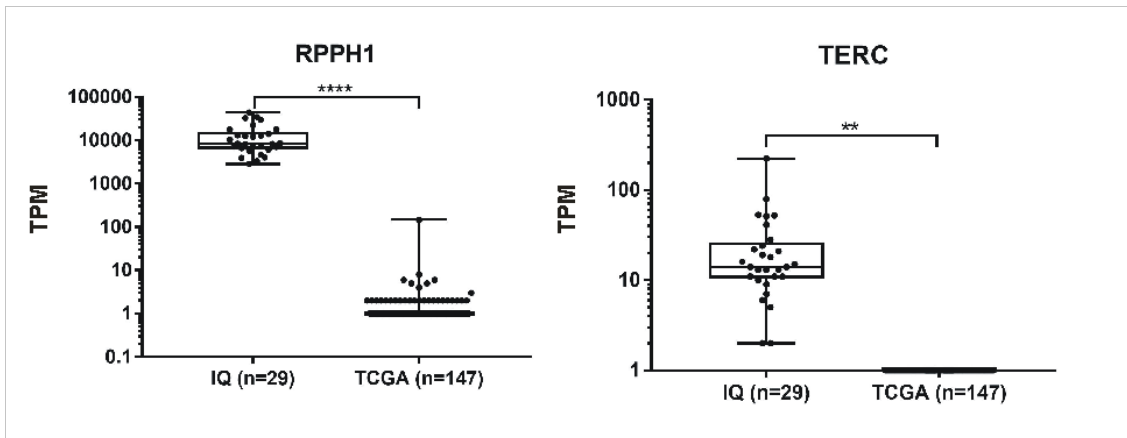 RPPH1
****
100000
10000
1000
100
10
1
0.1
TPM
IQ (n=29)
TCGA (n=147)
TERC
**
1000
100
10
1
TPM
IQ (n=29)
TCGA (n=147)